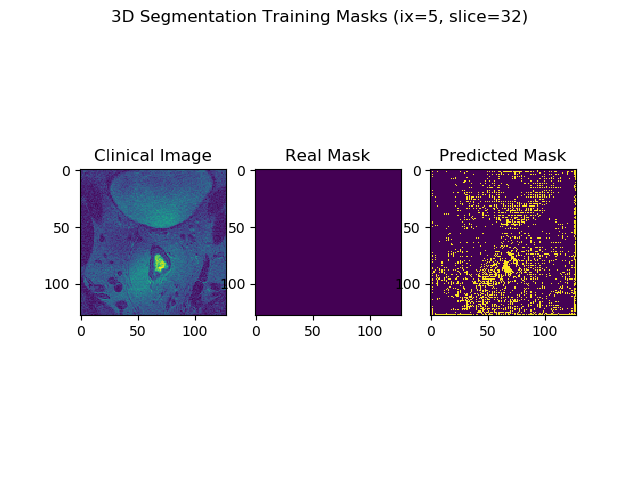 3D Segmentation Training Masks (ix=5, slice=32)
Clinical Image Real Mask Predicted Mask
0 0 0
50 50 50
100 100 100
0 50 100 0 50 100 0 50 100